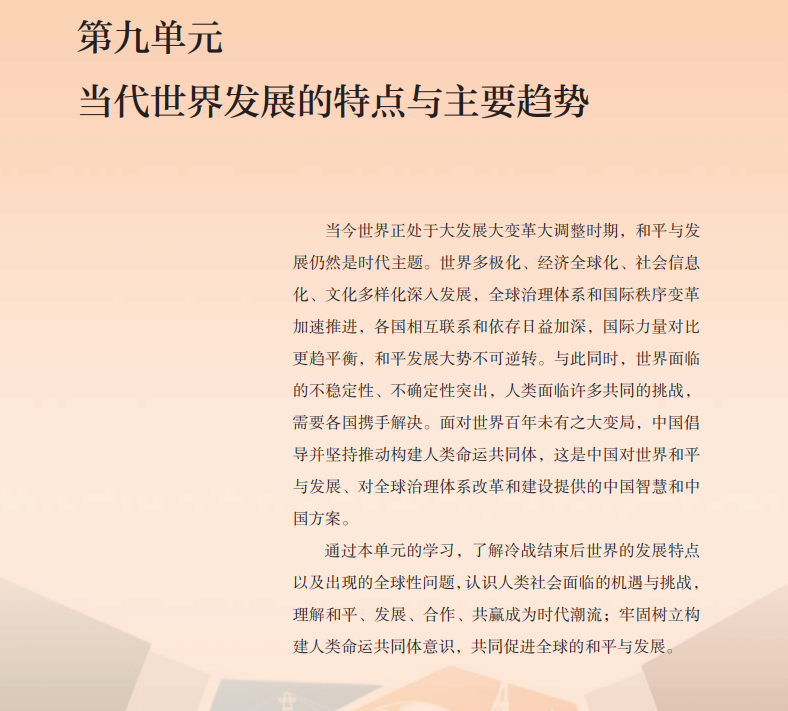 第九单元
当代世界发展的特点与主要趋势
当今世界正处于大发展大变革大调整时期，和平与发
展仍然是时代主题。世界多极化、经济全球化、社会信息
化、文化多样化深入发展，全球治理体系和国际秩序变革
加速推进，各国相互联系和依存日益加深，国际力量对比
更趋平衡，和平发展大势不可逆转。与此同时，世界面临
的不稳定性、不确定性突出，人类面临许多共同的挑战，
需要各国携手解决。面对世界百年未有之大变局，中国倡
导并坚持推动构建人类命运共同体，这是中国对世界和平
与发展、对全球治理体系改革和建设提供的中国智慧和中
国方案。
通过本单元的学习，了解冷战结束后世界的发展特点
以及出现的全球性问题，认识人类社会面临的机遇与挑战，
理解和平、发展、合作、共赢成为时代潮流；牢固树立构
建人类命运共同体意识，共同促进全球的和平与发展。